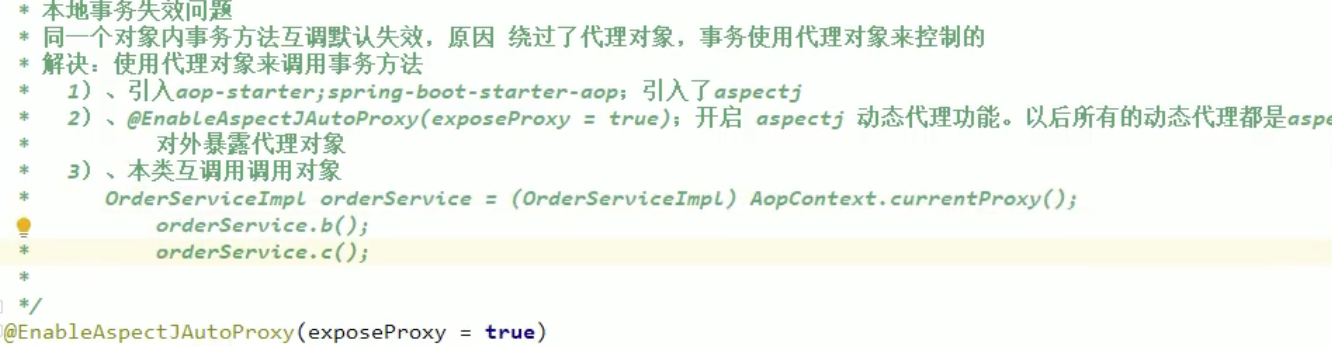 * 本地事务失效问题
* 同一个对象内事务方法互调默认失效，原因 绕过了代理对象，事务使用代理对象来控制的
* 解决：使用代理对象来调用事务方法
* 1）、引入aop-starter;spring-boot-starter-aop；引入了aspectj
* 2）、@EnableAspectJAutoProxy(exposeProxy = true)；开启 aspectj 动态代理功能。以后所有的动态代理都是aspe
* 对外暴露代理对象
* 3）、本类互调用调用对象
* OrderServiceImpl orderService = (OrderServiceImpl) AopContext.currentProxy();
orderService.b();
* orderService.c();
*
*/
@EnableAspectJAutoProxy(exposeProxy = true)